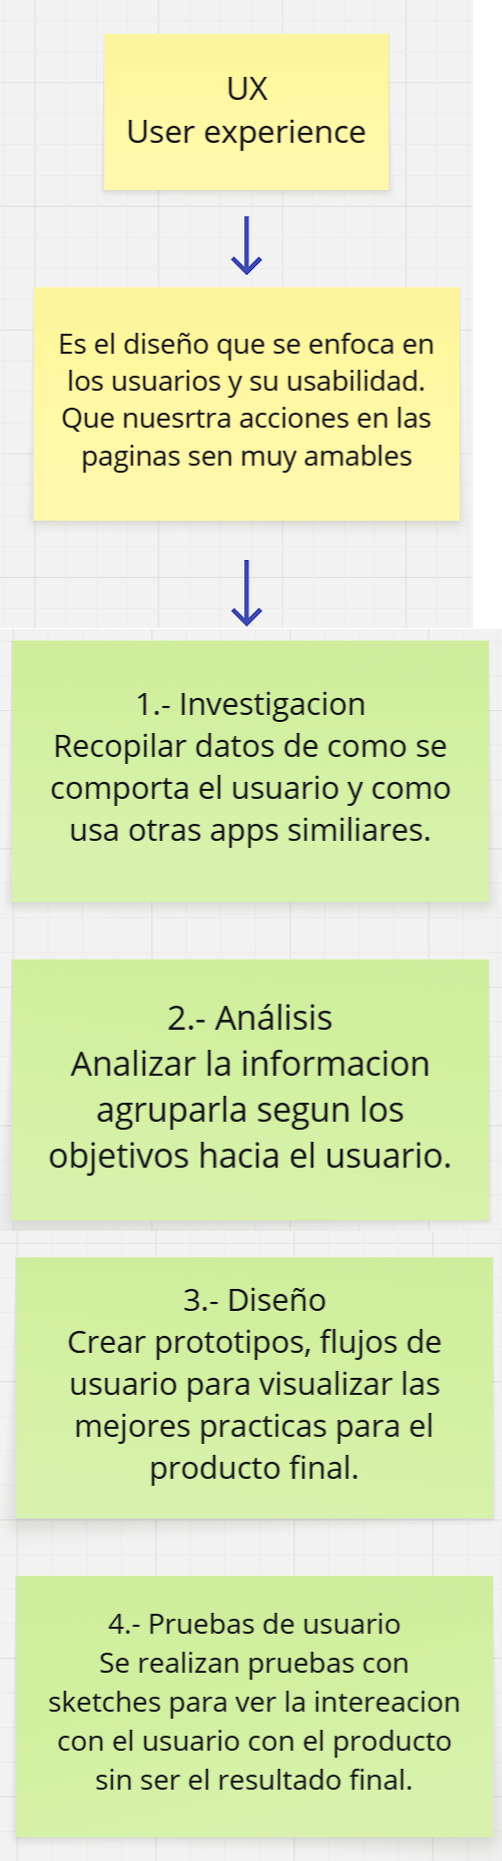 UX
User experience
Es el diseño que se enfoca en
los usuarios y su usabilidad.
Que nuesrtra acciones en las
paginas sen muy amables
1.- Investigacion
Recopilar datos de como se
comporta el usuario y como
usa otras apps similiares.
2.- Análisis
Analizar la informacion
agruparla segun los
objetivos hacia el usuario.
3.- Diseño
Crear prototipos, flujos de
usuario para visualizar las
mejores practicas para el
producto final.
4.- Pruebas de usuario
Se realizan pruebas con
sketches para ver la intereacion
con el usuario con el producto
sin ser el resultado final.